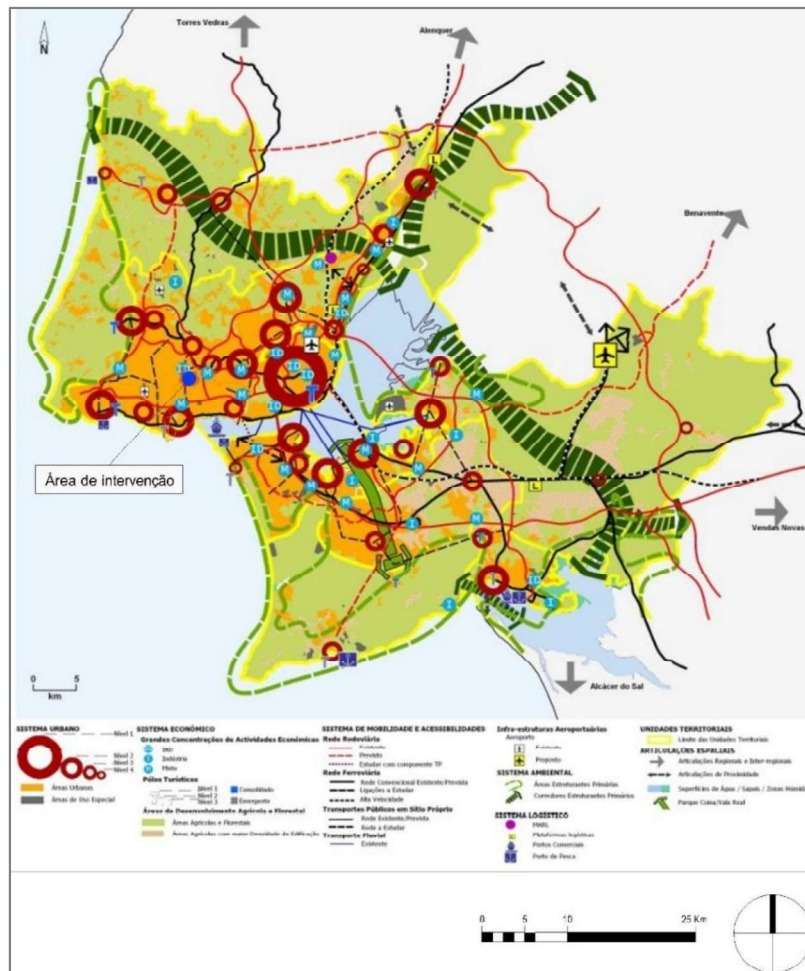 Torres Vedras
Alenquer
N
Benavente
Área de intervenção
Vendas Novas
Alcácer do Sal
0 5
km
SISTEMA URBANO
Nível 1
Nível 2
Nível 3
Nível 4
Áreas Urbanas
Áreas de Uso Especial
SISTEMA ECONÓMICO
Grandes Concentrações de Actividades Económicas
Indústria
Misto
Pólos Turísticos
Nível 1
Nível 2
Nível 3
Consolidado
Emergente
Áreas de Desenvolvimento Agrícola e Florestal
Áreas Agrícolas e Florestais
Áreas Agrícolas com maior Densidade de Edificação
SISTEMA DE MOBILIDADE E ACESSIBILIDADES
Rede Rodoviária
Existente
Previsto
Estudar com componente TP
Rede Ferroviária
Rede Convencional Existente/Prevista
Ligações a Estudar
Alta Velocidade
Transportes Públicos em Sítio Próprio
Rede Existente/Prevista
Rede a Estudar
Transporte Fluvial
Existente
Infra-estruturas Aeroportuárias
Aeroporto
Existente
Proposto
SISTEMA AMBIENTAL
Áreas Estruturantes Primárias
Corredores Estruturantes Primários
SISTEMA LOGÍSTICO
MARL
Plataformas logísticas
Portos Comerciais
Porto de Pesca
UNIDADES TERRITORIAIS
Limite das Unidades Territoriais
ARTICULAÇÕES ESPACIAIS
Articulações Regionais e Inter-regionais
Articulações de Proximidade
Superfícies de Água / Sapais / Zonas Húmidas
Parque Coina/Vala Real
0 5 10 25 Km